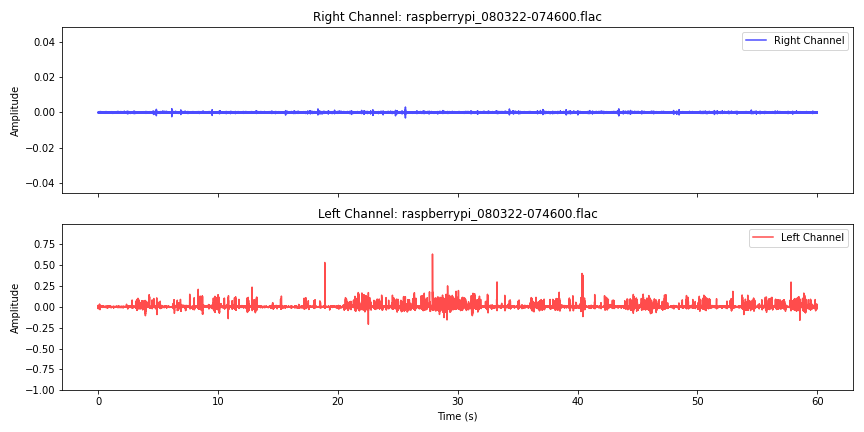 Right Channel: raspberrypi_080322-074600.flac
Right Channel
Amplitude
0.04
0.02
0.00
−0.02
−0.04
Left Channel: raspberrypi_080322-074600.flac
Left Channel
Amplitude
0.75
0.50
0.25
0.00
−0.25
−0.50
−0.75
−1.00
0 10 20 30 40 50 60
Time (s)